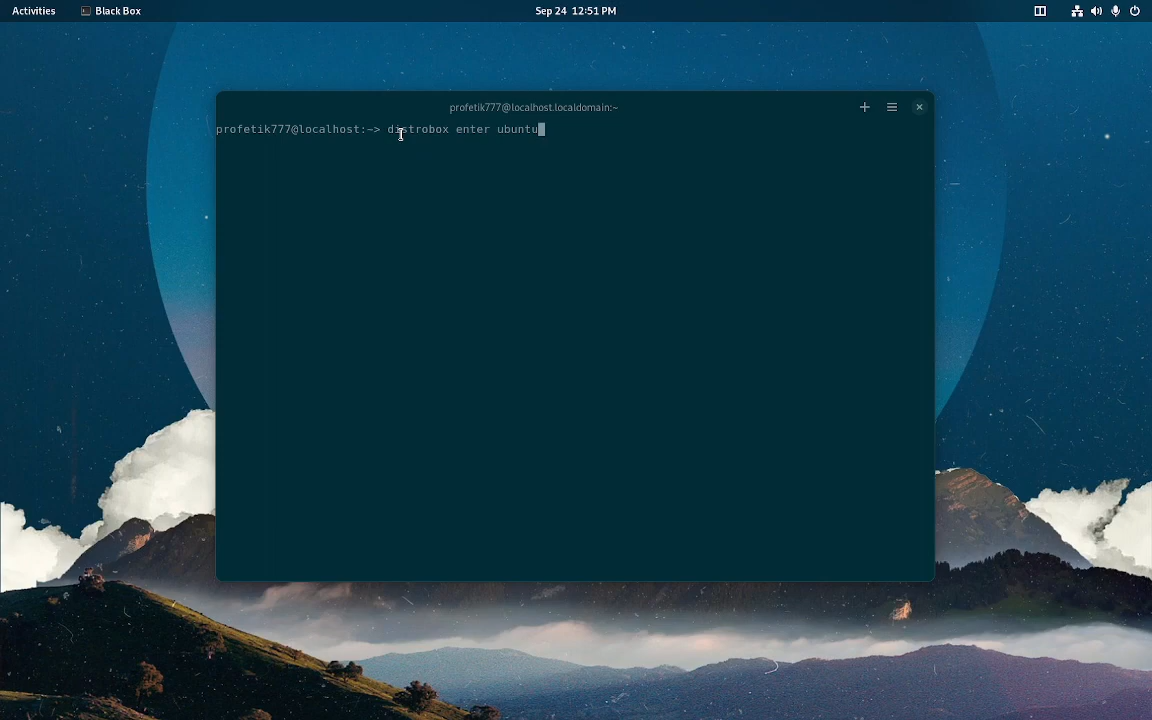 Activities
Black Box
Sep 24 12:51 PM
profetik777@localhost.localdomain:~
profetik777@localhost:~> distrobox enter ubuntu